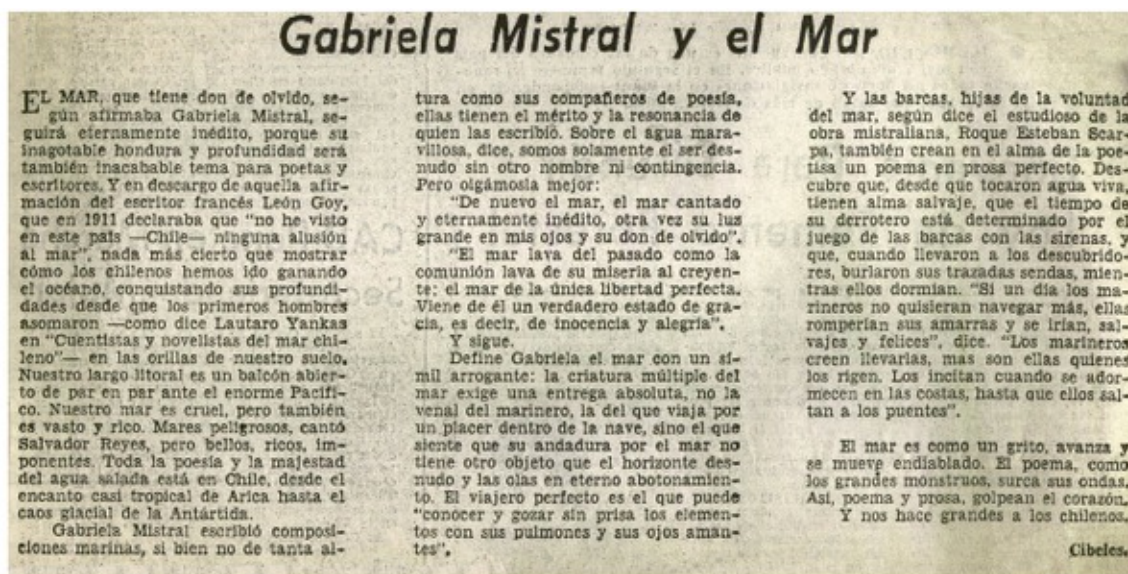 Gabriela Mistral y el Mar
EL MAR, que tiene don de olvido, se-
gún afirmaba Gabriela Mistral, se-
guirá eternamente inédito, porque su
inagotable hondura y profundidad será
también inacabable tema para poetas y
escritores. Y en descargo de aquella afir-
mación del escritor francés León Goy,
que en 1911 declaraba que "no he visto
en este país —Chile— ninguna alusión
al mar", nada más cierto que mostrar
cómo los chilenos hemos ido ganando
el océano, conquistando sus profundi-
dades desde que los primeros hombres
asomaron —como dice Lautaro Yankas
en "Cuentistas y novelistas del mar chi-
leno"— en las orillas de nuestro suelo.
Nuestro largo litoral es un balcón abier-
to de par en par ante el enorme Pacífi-
co. Nuestro mar es cruel, pero también
es vasto y rico. Mares peligrosos, cantó
Salvador Reyes, pero bellos, ricos, im-
ponentes. Toda la poesía y la majestad
del agua salada está en Chile, desde el
encanto casi tropical de Arica hasta el
caos glacial de la Antártida.
Gabriela Mistral escribió composi-
ciones marinas, si bien no de tanta al-
tura como sus compañeros de poesía,
ellas tienen el mérito y la resonancia de
quien las escribió. Sobre el agua mara-
villosa, dice, somos solamente el ser des-
nudo sin otro nombre ni contingencia.
Pero oigámosla mejor:
"De nuevo el mar, el mar cantado
y eternamente inédito, otra vez su luz
grande en mis ojos y su don de olvido".
"El mar lava del pasado como la
comunión lava de su miseria al creyen-
te; el mar de la única libertad perfecta.
Viene de él un verdadero estado de gra-
cia, es decir, de inocencia y alegría".
Y sigue.
Define Gabriela el mar con un sí-
mil arrogante: la criatura múltiple del
mar exige una entrega absoluta, no la
venal del marinero, la del que viaja por
un placer dentro de la nave, sino el que
siente que su andadura por el mar no
tiene otro objeto que el horizonte des-
nudo y las olas en eterno abotonamien-
to. El viajero perfecto es el que puede
"conocer y gozar sin prisa los elemen-
tos con sus pulmones y sus ojos aman-
tes".
Y las barcas, hijas de la voluntad
del mar, según dice el estudioso de la
obra mistraliana, Roque Esteban Scar-
pa, también crean en el alma de la poe-
tisa un poema en prosa perfecto. Des-
cubre que, desde que tocaron agua viva,
tienen alma salvaje, que el tiempo de
su derrotero está determinado por el
juego de las barcas con las sirenas, y
que, cuando llevaron a los descubrido-
res, burlaron sus trazadas sendas, mien-
tras ellos dormían. "Si un día los ma-
rineros no quisieran navegar más, ellas
romperían sus amarras y se irían, sal-
vajes y felices", dice. "Los marineros
creen llevarlas, mas son ellas quienes
los rigen. Los incitan cuando se ador-
mecen en las costas, hasta que ellos sal-
tan a los puentes".
El mar es como un grito, avanza y
se mueve endiablado. El poema, como
los grandes monstruos, surca sus ondas.
Así, poema y prosa, golpean el corazón.
Y nos hace grandes a los chilenos.
Cibeles.